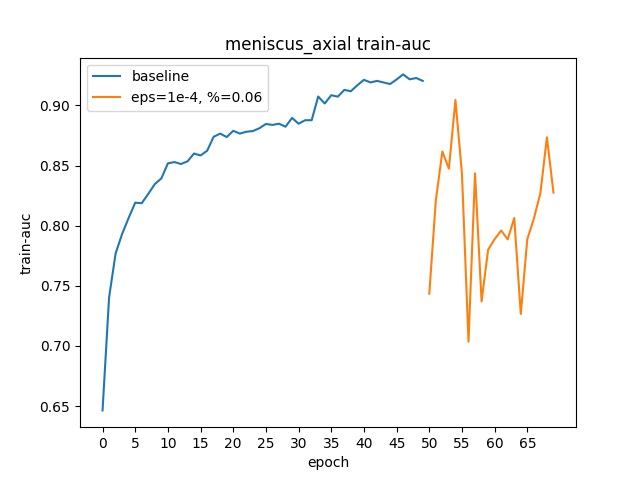 meniscus_axial train-auc
baseline
eps=1e-4, %=0.06
train-auc
0.90
0.85
0.80
0.75
0.70
0.65
0 5 10 15 20 25 30 35 40 45 50 55 60 65
epoch